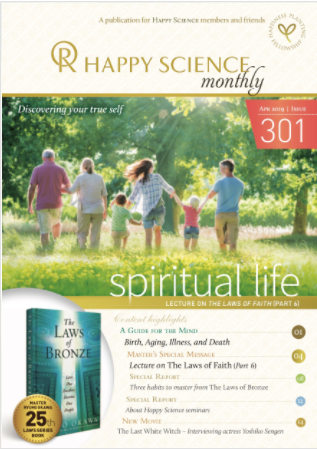 A publication for HAPPY SCIENCE members and friends
HAPPINESS PLANTING FELLOWSHIP
R HAPPY SCIENCE
monthly
Discovering your true self
APR 2019 | ISSUE
301
spiritual life
LECTURE ON THE LAWS OF FAITH (PART 6)
Content highlights
A GUIDE FOR THE MIND 01
Birth, Aging, Illness, and Death
MASTER'S SPECIAL MESSAGE 04
Lecture on The Laws of Faith (Part 6)
SPECIAL REPORT
Three habits to master from The Laws of Bronze
SPECIAL REPORT
About Happy Science seminars
NEW MOVIE
The Last White Witch – Interviewing actress Yoshiko Sengen
The
Laws
of
BRONZE
MASTER
RYUHO OKAWA'S
25th
LAWS SERIES
BOOK
OKAWA